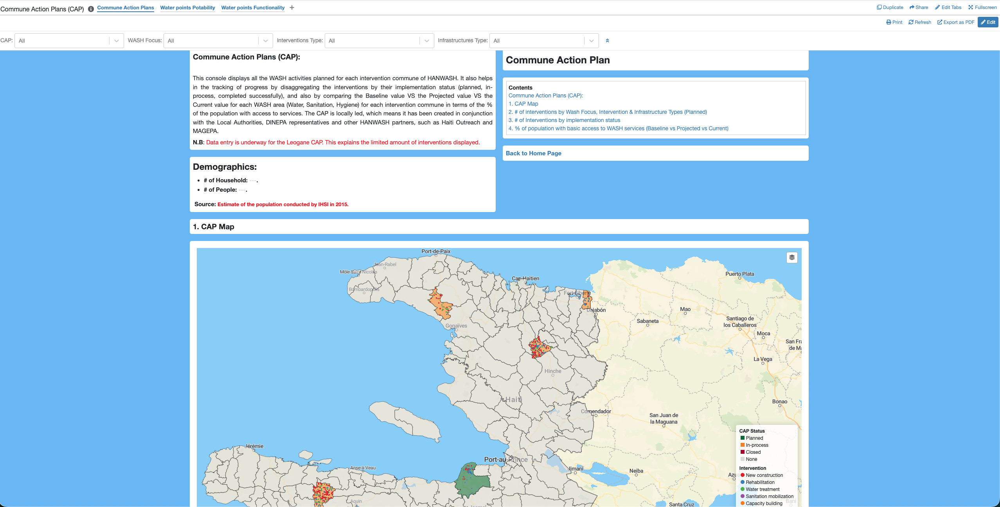 Commune Action Plans (CAP)
Commune Action Plans
Water points Potability
Water points Functionality
Duplicate
Share
Edit Tabs
Fullscreen
Print
Refresh
Export as PDF
Edit
CAP:
All
WASH Focus:
All
Interventions Type:
All
Infrastructures Type:
All
Commune Action Plans (CAP):
This console displays all the WASH activities planned for each intervention commune of HANWASH. It also helps
in the tracking of progress by disaggregating the interventions by their implementation status (planned, in-
process, completed successfully), and also by comparing the Baseline value VS the Projected value VS the
Current value for each WASH area (Water, Sanitation, Hygiene) for each intervention commune in terms of the %
of the population with access to services. The CAP is locally led, which means it has been created in conjunction
with the Local Authorities, DINEPA representatives and other HANWASH partners, such as Haiti Outreach and
MAGEPA.
N.B: Data entry is underway for the Leogane CAP. This explains the limited amount of interventions displayed.
Commune Action Plan
Contents
Commune Action Plans (CAP):
1. CAP Map
2. # of interventions by Wash Focus, Intervention & Infrastructure Types (Planned)
3. # of Interventions by implementation status
4. % of population with basic access to WASH services (Baseline vs Projected vs Current)
Back to Home Page
Demographics:
• # of Household: ---.
• # of People: ---.
Source: Estimate of the population conducted by IHSI in 2015.
1. CAP Map
Port-de-Paix
Jean-Rabel
Môle-Saint-Nicolas
Bombardopolis
Cap-Haitien
Fort-Liberté
Puerto Plata
Dajabón
Mao
Sabaneta
Santiago de
los Caballeros
Moca
Gonaïves
San Fra
de Ma
La Vega
Hinche
Haiti
Bonao
Comendador
San Juan de
la Maguana
Jérémie
Port-au-Prince
Anse-à-Veau
Jimaní
Neiba
Azua
Aquin
Jacmel
Santa Cruz
Baní
CAP Status
Planned
In-process
Closed
None
Intervention
New construction
Rehabilitation
Water treatment
Sanitation mobilization
Capacity building